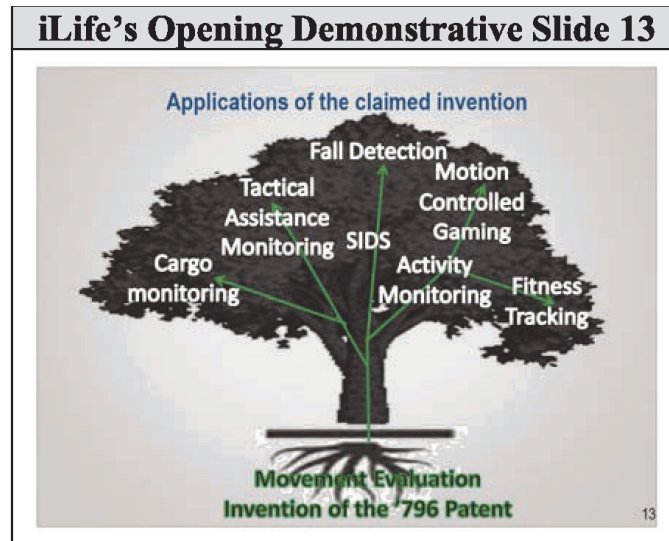 iLife's Opening Demonstrative Slide 13
Applications of the claimed invention
Fall Detection
Motion
Controlled
Gaming
Tactical
Assistance
Monitoring
SIDS
Cargo
monitoring
Activity
Monitoring
Fitness
Tracking
Movement Evaluation
Invention of the '796 Patent
13